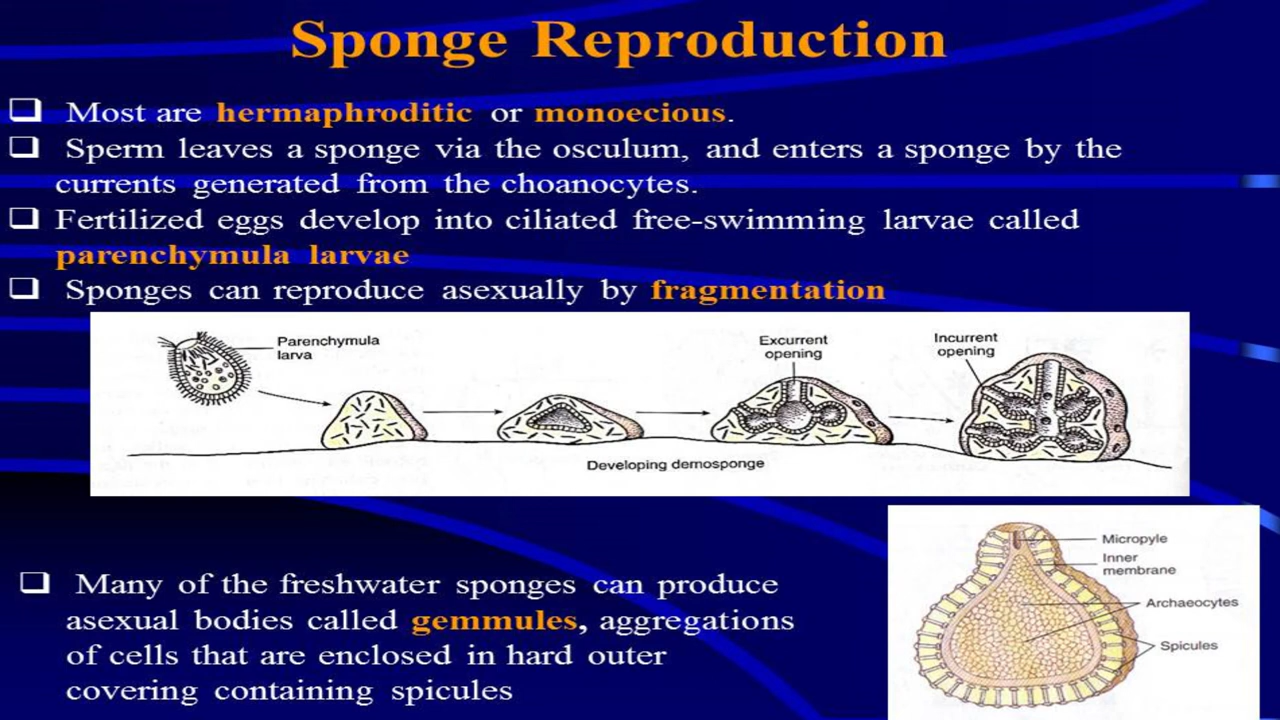 Sponge Reproduction
❑ Most are hermaphroditic or monoecious.
❑ Sperm leaves a sponge via the osculum, and enters a sponge by the
currents generated from the choanocytes.
❑ Fertilized eggs develop into ciliated free-swimming larvae called
parenchymula larvae
❑ Sponges can reproduce asexually by fragmentation
Parenchymula
larva
Excurrent
opening
Incurrent
opening
Developing demosponge
❑ Many of the freshwater sponges can produce
asexual bodies called gemmules, aggregations
of cells that are enclosed in hard outer
covering containing spicules
Micropyle
Inner
membrane
Archaeocytes
Spicules